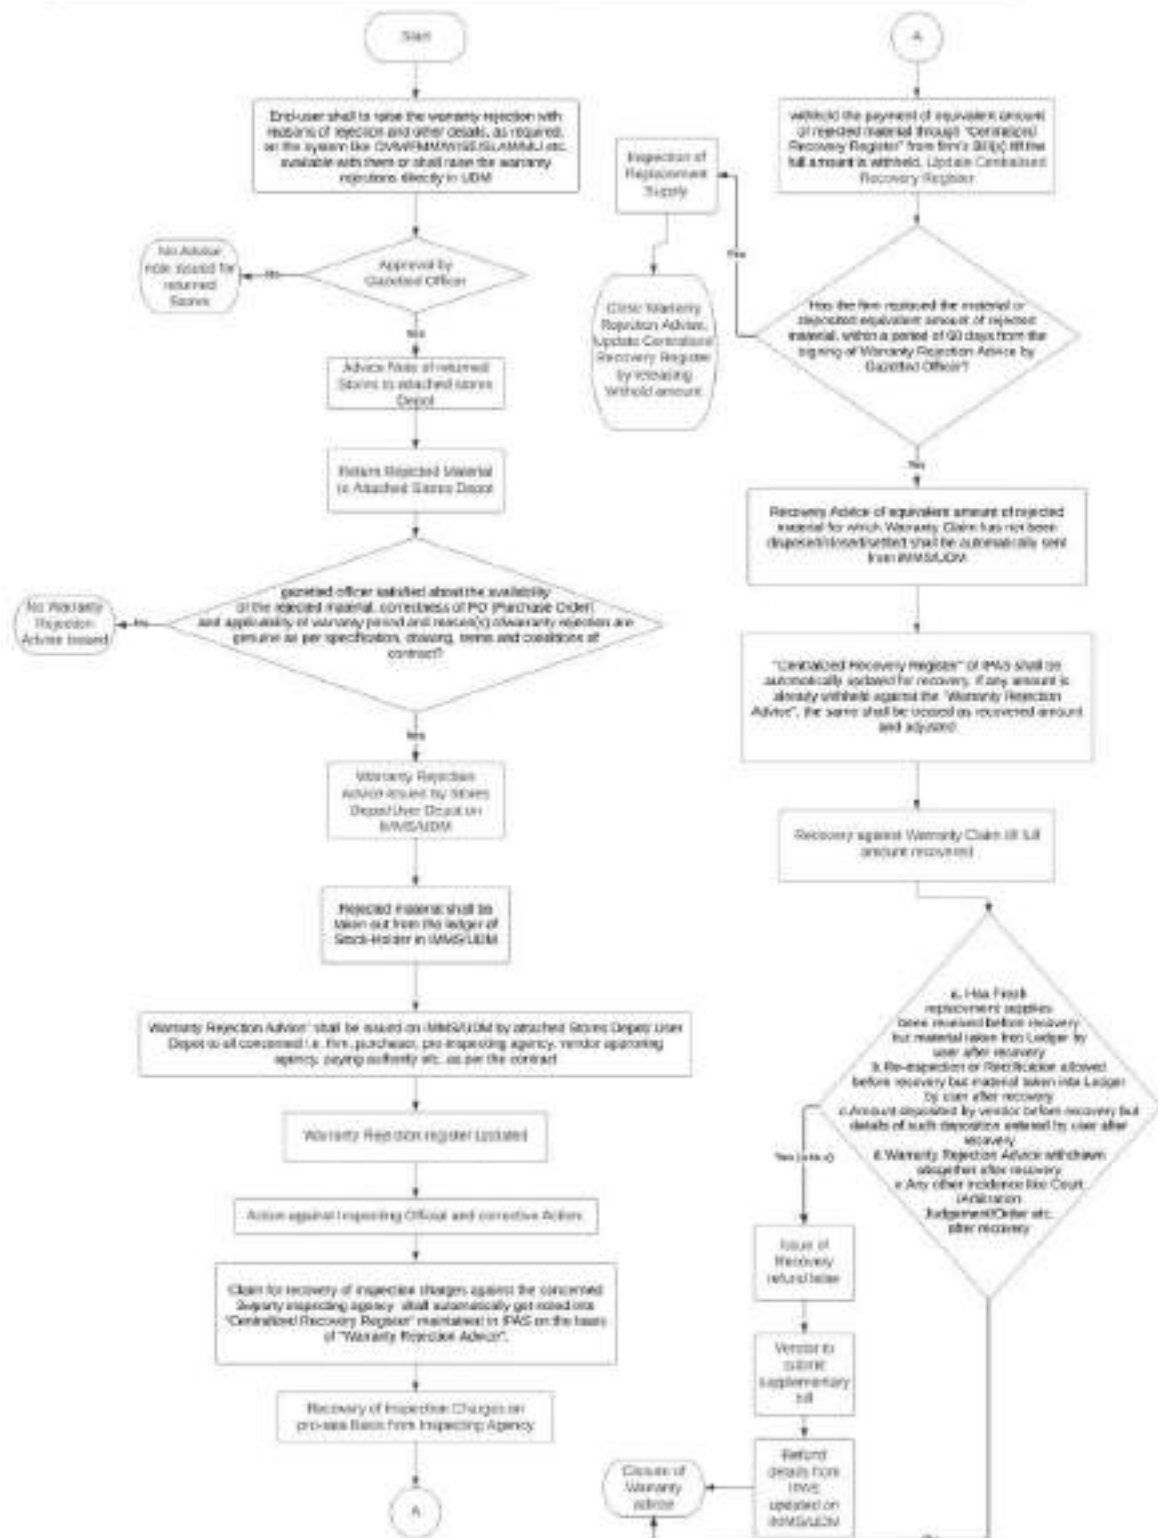 Start
End-user shall to raise the warranty rejection with
reasons of rejection and other details, as required,
on the system like etc.
available with them or shall raise the warranty
rejections directly in UDM
Approval by
Gazetted Officer
No
No Advise
note issued for
returned
Stores
Yes
Advice Note of returned
Stores to attached stores
Depot
Return Rejected Material
to Attached Stores Depot
gazetted officer satisfied about the availability
of the rejected material, correctness of PO (Purchase Order)
and applicability of warranty period and reason(s) of warranty rejection are
genuine as per specification, drawing, terms and conditions of
contract?
No
No Warranty
Rejection
Advise Issued
Yes
Warranty Rejection
Advice issued by Stores
Depot/User Depot on
iMMS/UDM
Rejected material shall be
taken out from the ledger of
Stock-Holder in iMMS/UDM
Warranty Rejection Advice' shall be issued on iMMS/UDM by attached Stores Depot/ User
Depot to all concerned i.e. firm, purchaser, pre-inspecting agency, vendor approving
agency, paying authority etc. as per the contract
Warranty Rejection register updated
Action against Inspecting Official and corrective Action
Claim for recovery of inspection charges against the concerned
3-party inspecting agency shall automatically get noted into
"Centralized Recovery Register" maintained in IPAS on the basis
of "Warranty Rejection Advice".
Recovery of Inspection Charges on
pro-rata Basis from Inspecting Agency
A
A
withhold the payment of equivalent amount
of rejected material through "Centralized
Recovery Register" from firm's Bill(s) till the
full amount is withheld. Update Centralised
Recovery Register
Has the firm replaced the material or
deposited equivalent amount of rejected
material, within a period of 60 days from the
signing of Warranty Rejection Advice by
Gazetted Officer?
Yes
Inspection of
Replacement
Supply
Close Warranty
Rejection Advise,
Update Centralised
Recovery Register
by releasing
Withold amount
Yes
Recovery Advice of equivalent amount of rejected
material for which Warranty Claim has not been
disposed/closed/settled shall be automatically sent
from iMMS/UDM
"Centralized Recovery Register" of IPAS shall be
automatically updated for recovery. If any amount is
already withheld against the "Warranty Rejection
Advice", the same shall be treated as recovered amount
and adjusted
Recovery against Warranty Claim till full
amount recovered
a. Has Fresh
replacement supplies
been received before recovery
but material taken into Ledger by
user after recovery
b. Re-inspection or Rectification allowed
before recovery but material taken into Ledger
by user after recovery
c. Amount deposited by vendor before recovery but
details of such deposition entered by user after
recovery
d. Warranty Rejection Advice withdrawn
altogether after recovery
e. Any other incidence like Court
/Arbitration
Judgement/Order etc.
after recovery
Yes
Issue of
Recovery
refund letter
Vendor to
submit
supplementary
bill
Refund
details from
IPAS
updated on
iMMS/UDM
Closure of
Warranty
advice